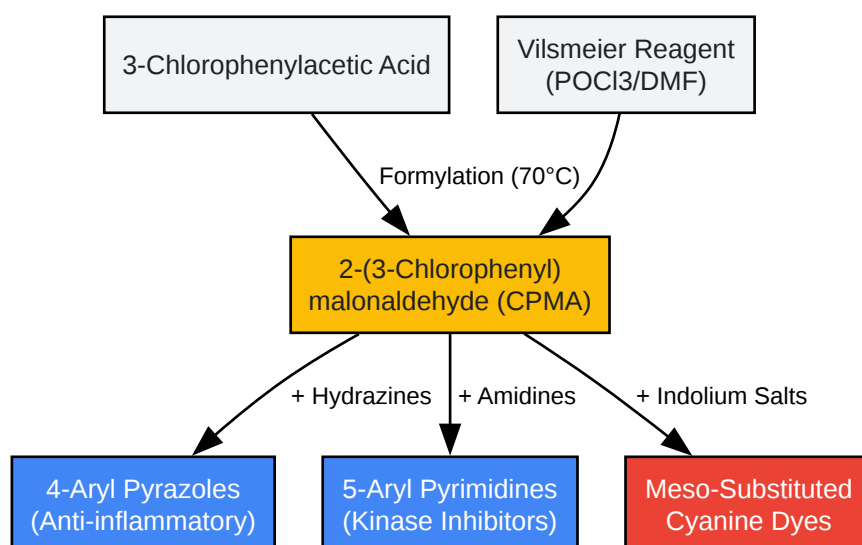 3-Chlorophenylacetic Acid
Vilsmeier Reagent
(POCl3/DMF)
Formylation (70°C)
2-(3-Chlorophenyl)
malonaldehyde (CPMA)
+ Hydrazines
+ Amidines
+ Indolium Salts
4-Aryl Pyrazoles
(Anti-inflammatory)
5-Aryl Pyrimidines
(Kinase Inhibitors)
Meso-Substituted
Cyanine Dyes